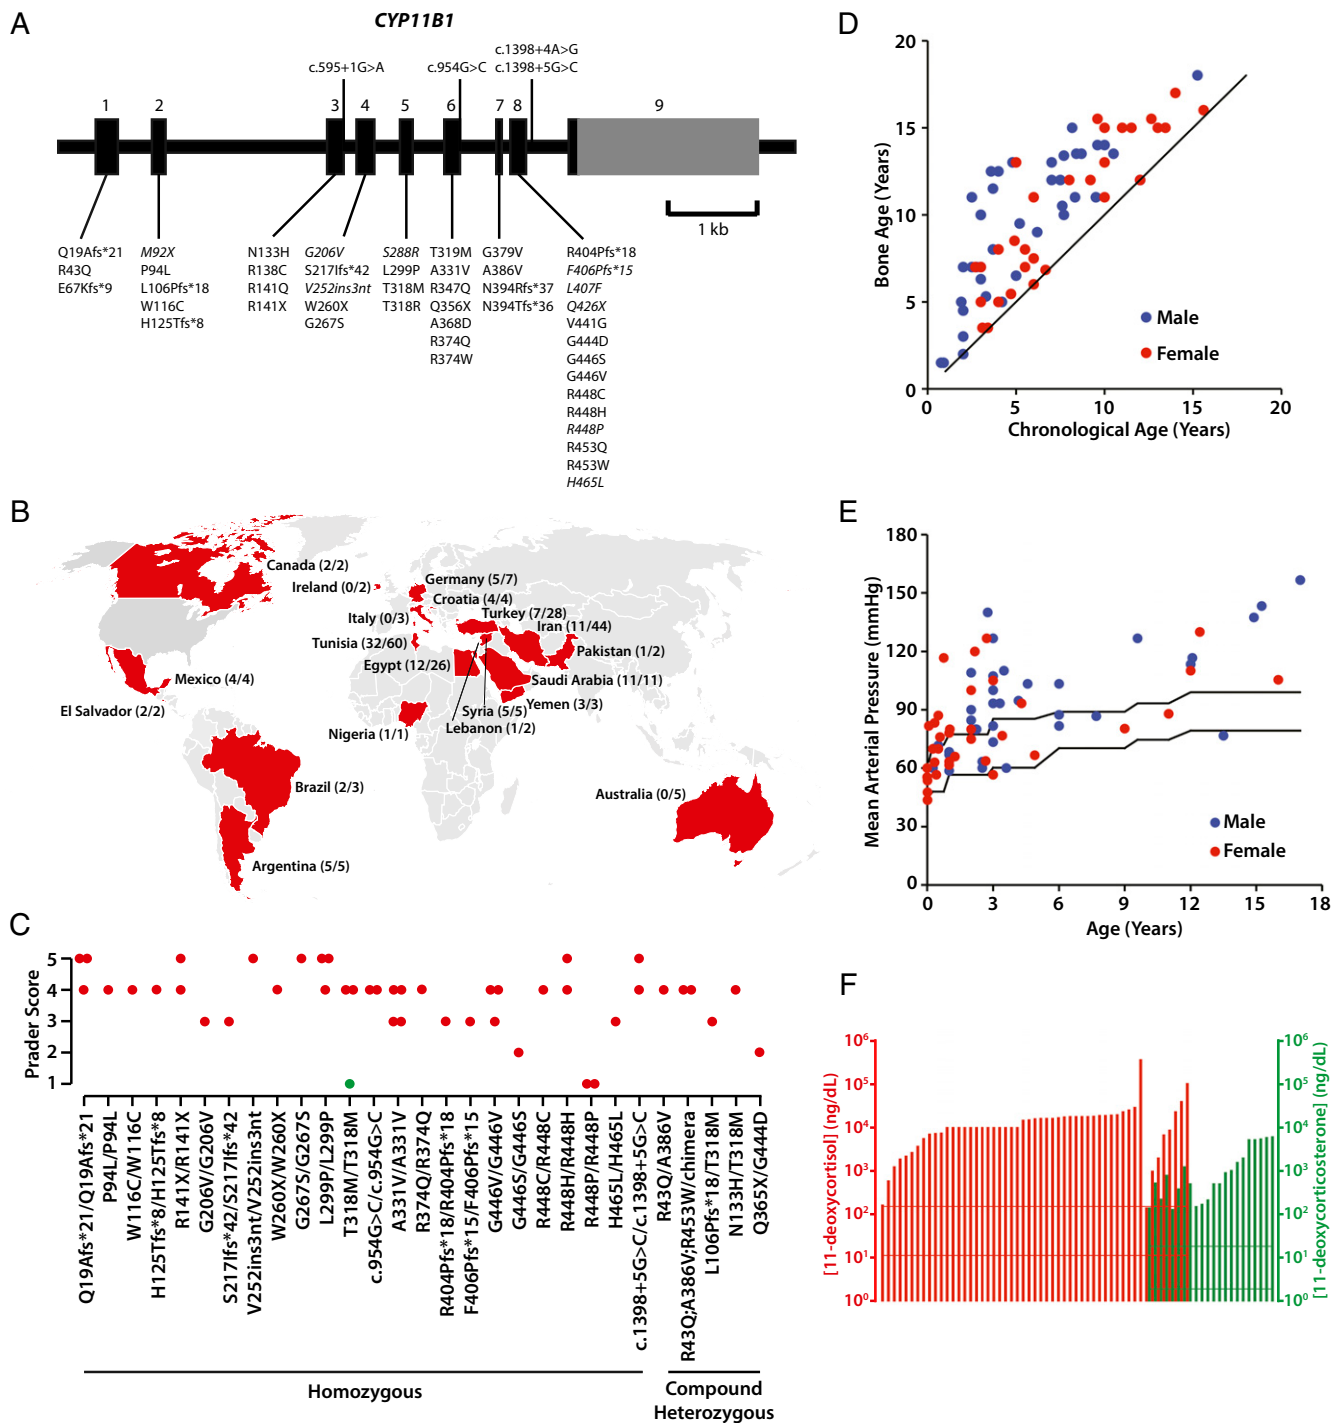 A
CYP11B1
c.1398+4A>G
c.595+1G>A
c.954G>C
c.1398+5G>C
1
2
3
4
5
6
7
8
9
1 kb
Q19Afs*21
R43Q
E67Kfs*9
M92X
P94L
L106Pfs*18
W116C
H125Tfs*8
N133H
R138C
R141Q
R141X
G206V
S217Ifs*42
V252ins3nt
W260X
G267S
S288R
L299P
T318M
T318R
T319M
A331V
R347Q
Q356X
A368D
R374Q
R374W
G379V
A386V
N394Rfs*37
N394Tfs*36
R404Pfs*18
F406Pfs*15
L407F
Q426X
V441G
G444D
G446S
G446V
R448C
R448H
R448P
R453Q
R453W
H465L
B
Canada (2/2)
Ireland (0/2)
Germany (5/7)
Croatia (4/4)
Italy (0/3)
Turkey (7/28)
Iran (11/44)
Tunisia (32/60)
Pakistan (1/2)
Egypt (12/26)
Saudi Arabia (11/11)
Mexico (4/4)
Yemen (3/3)
El Salvador (2/2)
Syria (5/5)
Lebanon (1/2)
Nigeria (1/1)
Brazil (2/3)
Australia (0/5)
Argentina (5/5)
C
Prader Score
5
4
3
2
1
Q19Afs*21/Q19Afs*21
P94L/P94L
W116C/W116C
H125Tfs*8/H125Tfs*8
R141X/R141X
G206V/G206V
S217Ifs*42/S217Ifs*42
V252ins3nt/V252ins3nt
W260X/W260X
G267S/G267S
L299P/L299P
T318M/T318M
c.954G>C/c.954G>C
A331V/A331V
R374Q/R374Q
R404Pfs*18/R404Pfs*18
F406Pfs*15/F406Pfs*15
G446V/G446V
G446S/G446S
R448C/R448C
R448H/R448H
R448P/R448P
H465L/H465L
c.1398+5G>C/c.1398+5G>C
R43Q/A386V
R43Q;A386V;R453W/chimera
L106Pfs*18/T318M
N133H/T318M
Q365X/G444D
Homozygous
Compound
Heterozygous
D
Bone Age (Years)
20
15
10
5
0
0
5
10
15
20
Chronological Age (Years)
Male
Female
E
Mean Arterial Pressure (mmHg)
180
150
120
90
60
30
0
0
3
6
9
12
15
18
Age (Years)
Male
Female
F
[11-deoxycortisol] (ng/dL)
10⁶
10⁵
10⁴
10³
10²
10¹
10⁰
10⁶
10⁵
10⁴
10³
10²
10¹
10⁰
[11-deoxycorticosterone] (ng/dL)